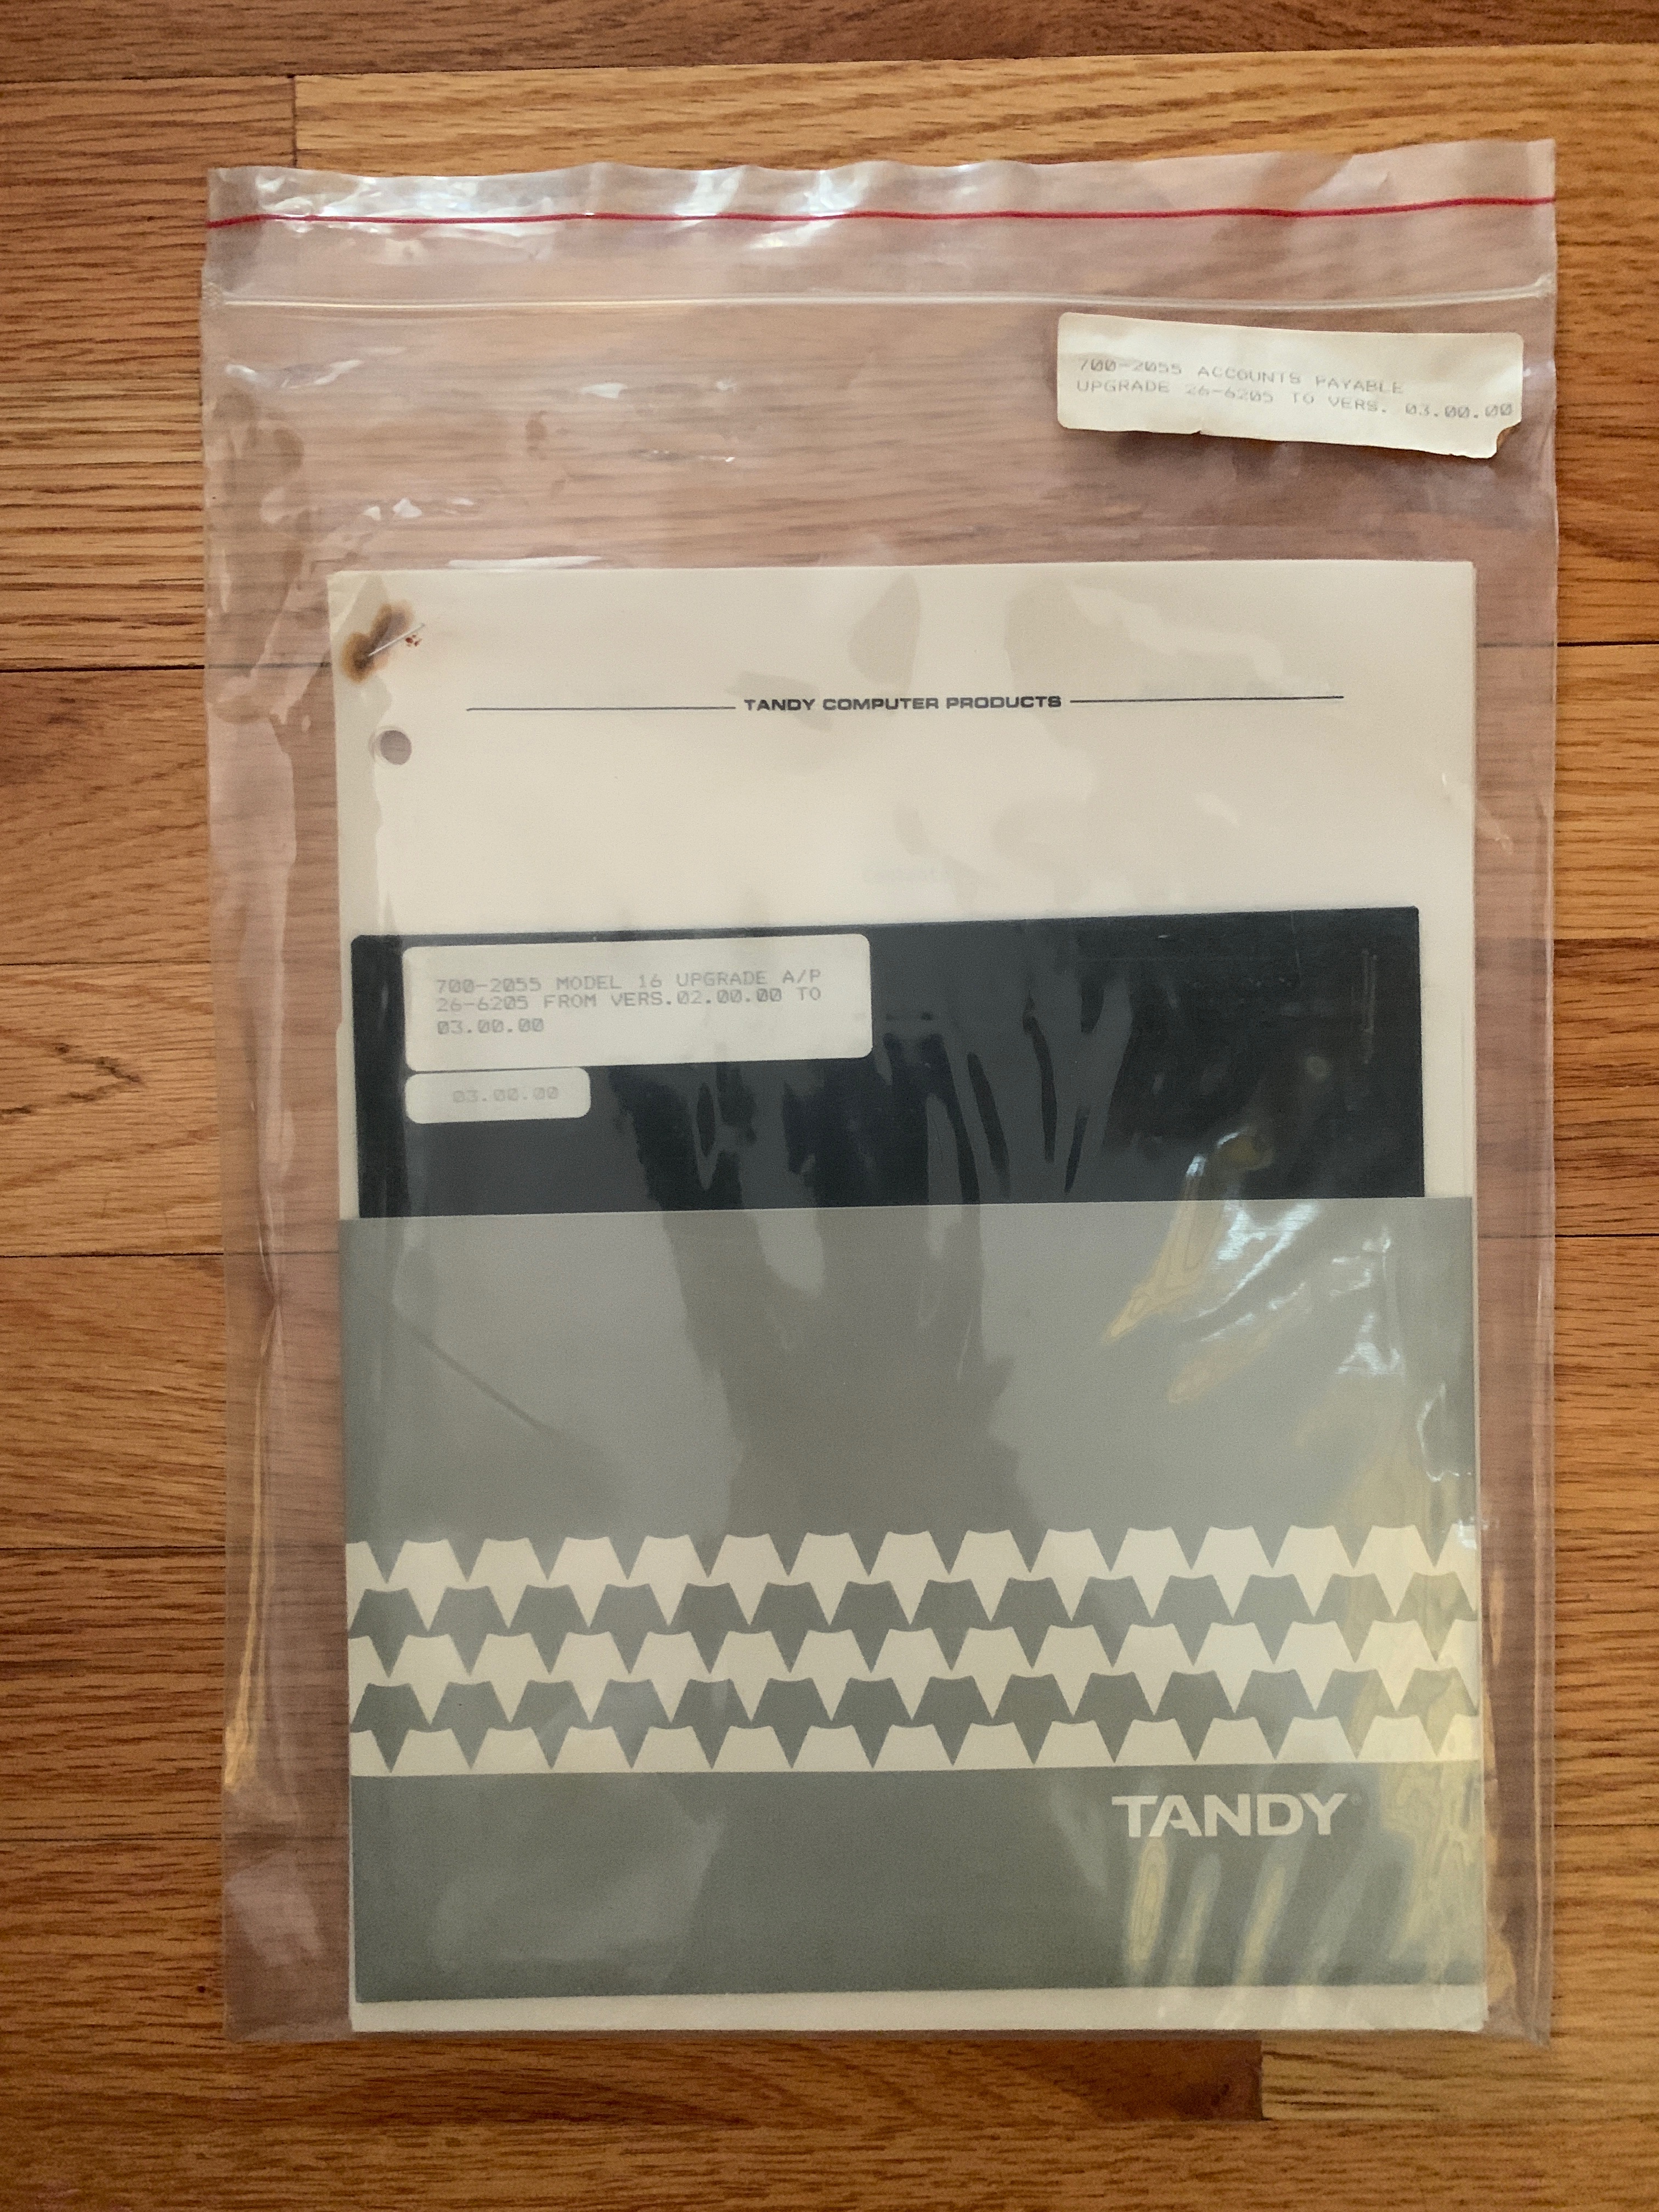 700-2055 ACCOUNTS PAYABLE
UPGRADE 26-6205 TO VERS. 03.00.00
TANDY COMPUTER PRODUCTS
700-2055 MODEL 16 UPGRADE A/P
26-6205 FROM VERS.02.00.00 TO
03.00.00
03.00.00
TANDY